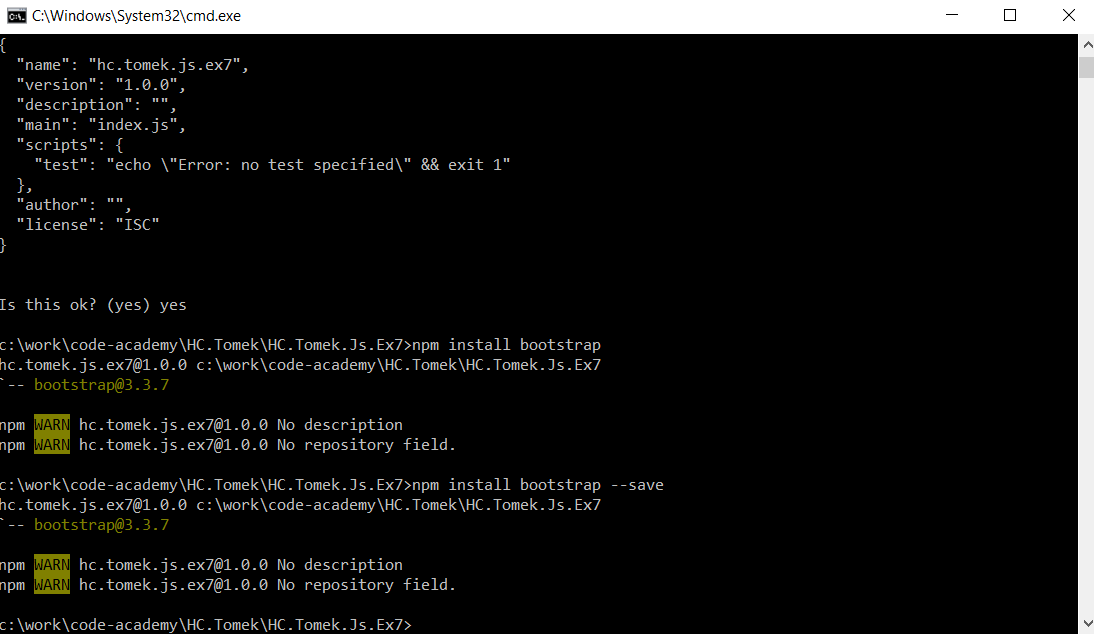 C:\Windows\System32\cmd.exe
{
  "name": "hc.tomek.js.ex7",
  "version": "1.0.0",
  "description": "",
  "main": "index.js",
  "scripts": {
    "test": "echo \"Error: no test specified\" && exit 1"
  },
  "author": "",
  "license": "ISC"
}
Is this ok? (yes) yes
c:\work\code-academy\HC.Tomek\HC.Tomek.Js.Ex7>npm install bootstrap
hc.tomek.js.ex7@1.0.0 c:\work\code-academy\HC.Tomek\HC.Tomek.Js.Ex7
`-- bootstrap@3.3.7
npm WARN hc.tomek.js.ex7@1.0.0 No description
npm WARN hc.tomek.js.ex7@1.0.0 No repository field.
c:\work\code-academy\HC.Tomek\HC.Tomek.Js.Ex7>npm install bootstrap --save
hc.tomek.js.ex7@1.0.0 c:\work\code-academy\HC.Tomek\HC.Tomek.Js.Ex7
`-- bootstrap@3.3.7
npm WARN hc.tomek.js.ex7@1.0.0 No description
npm WARN hc.tomek.js.ex7@1.0.0 No repository field.
c:\work\code-academy\HC.Tomek\HC.Tomek.Js.Ex7>